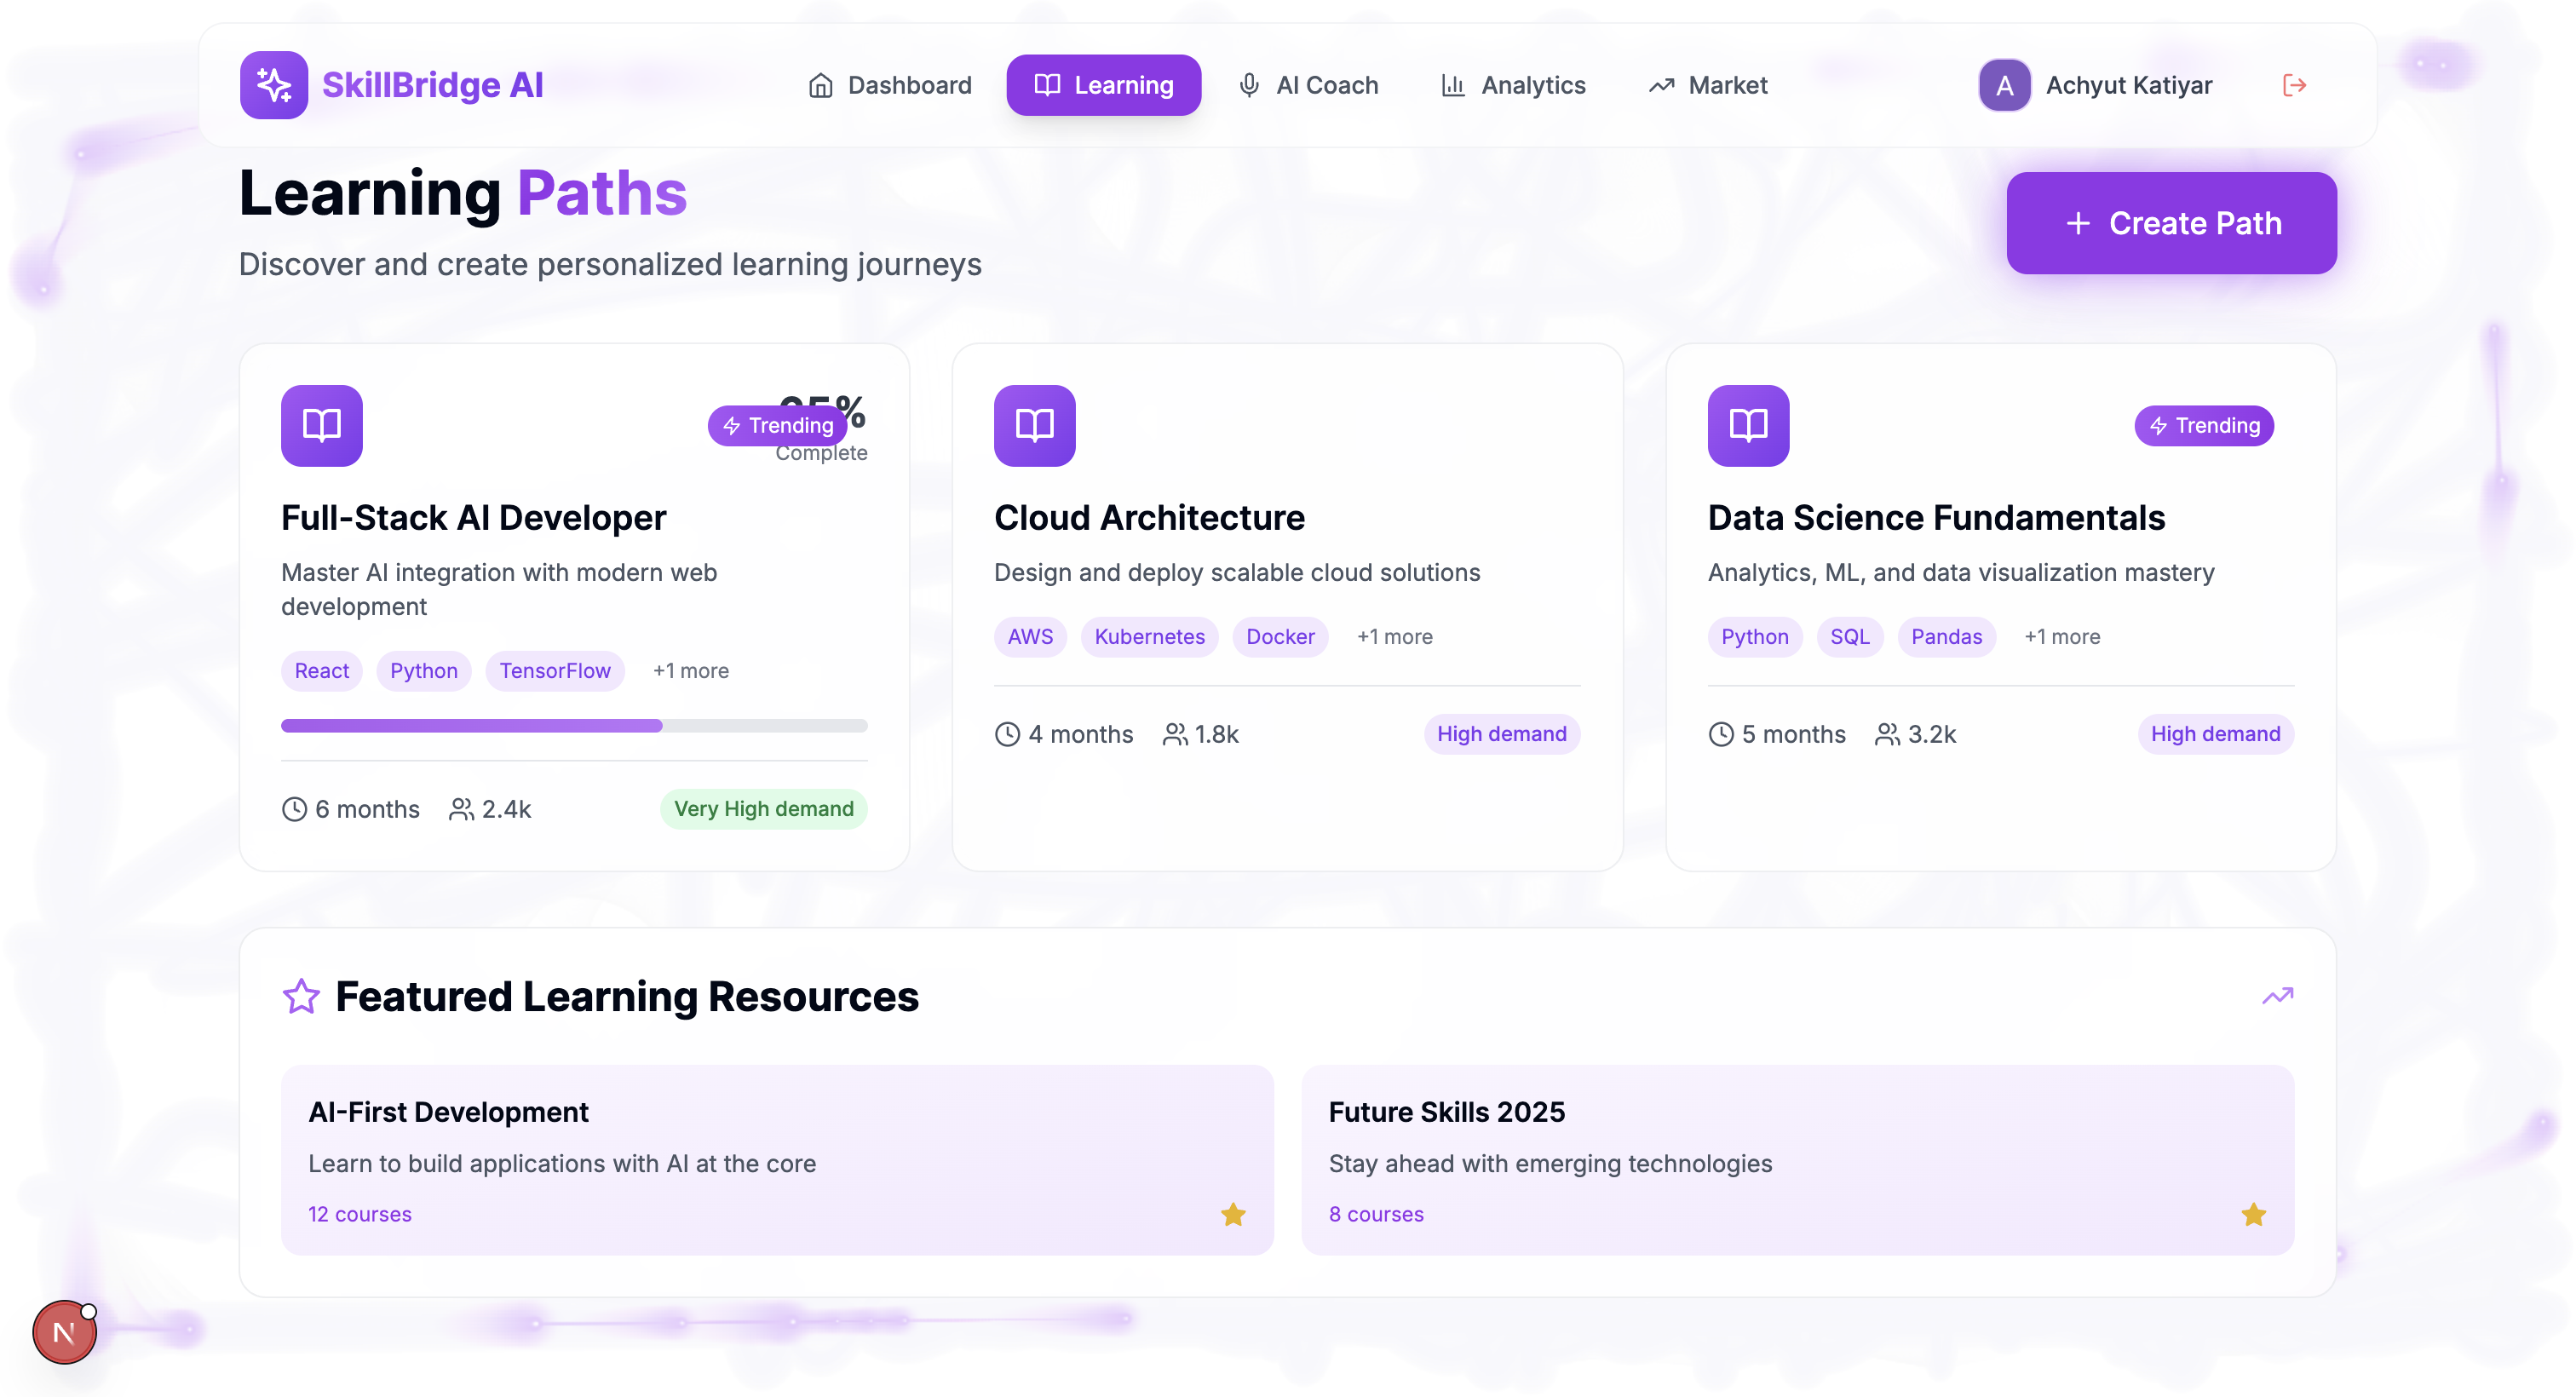 SkillBridge AI
Dashboard
Learning
AI Coach
Analytics
Market
A
Achyut Katiyar
Learning Paths
Discover and create personalized learning journeys
+ Create Path
Trending
Complete
Full-Stack AI Developer
Master AI integration with modern web
development
React
Python
TensorFlow
+1 more
6 months
2.4k
Very High demand
Cloud Architecture
Design and deploy scalable cloud solutions
AWS
Kubernetes
Docker
+1 more
4 months
1.8k
High demand
Trending
Data Science Fundamentals
Analytics, ML, and data visualization mastery
Python
SQL
Pandas
+1 more
5 months
3.2k
High demand
Featured Learning Resources
AI-First Development
Learn to build applications with AI at the core
12 courses
Future Skills 2025
Stay ahead with emerging technologies
8 courses
N